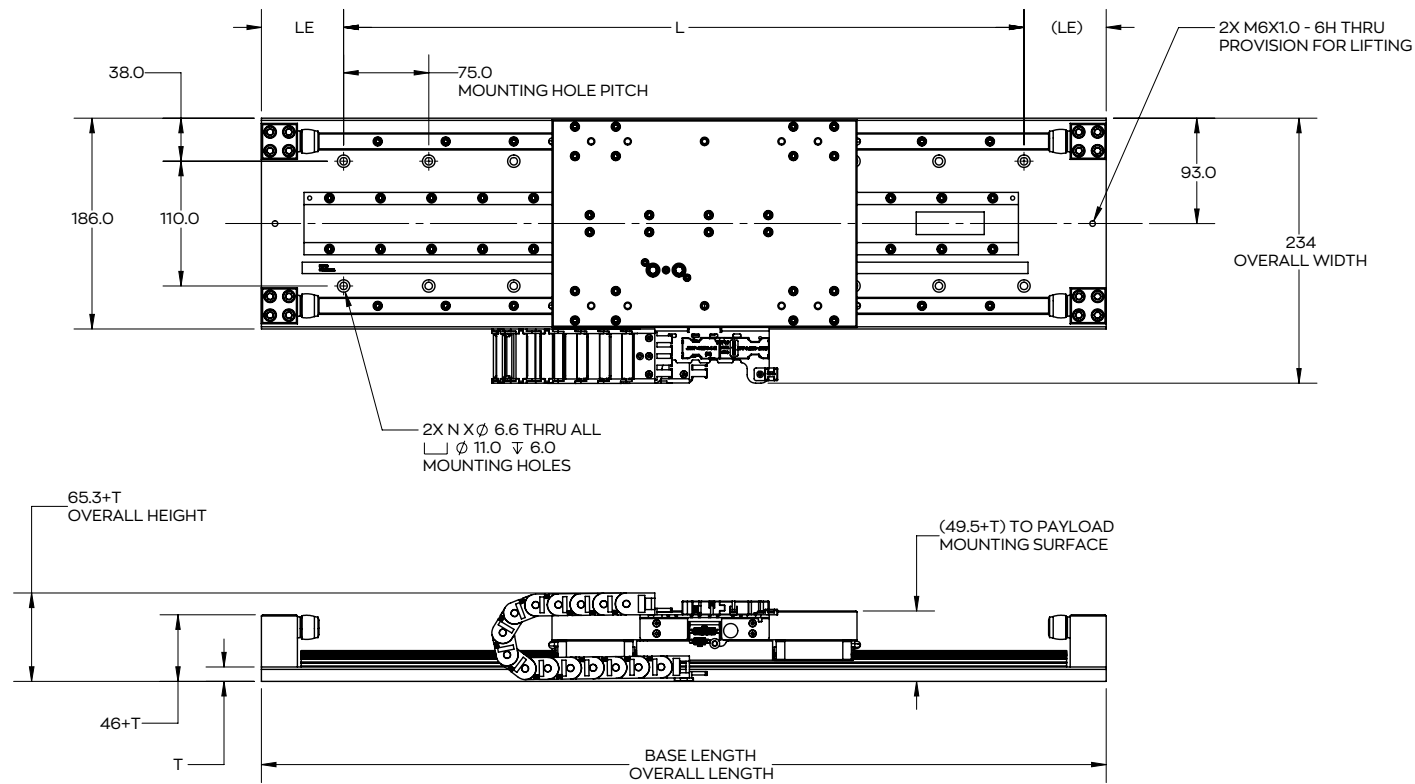 LE
L
(LE)
2X M6X1.0 - 6H THRU
PROVISION FOR LIFTING
38.0
75.0
MOUNTING HOLE PITCH
93.0
186.0
110.0
234
OVERALL WIDTH
2X N X Ø 6.6 THRU ALL
⌴ Ø 11.0 ↧ 6.0
MOUNTING HOLES
65.3+T
OVERALL HEIGHT
(49.5+T) TO PAYLOAD
MOUNTING SURFACE
46+T
T
BASE LENGTH
OVERALL LENGTH